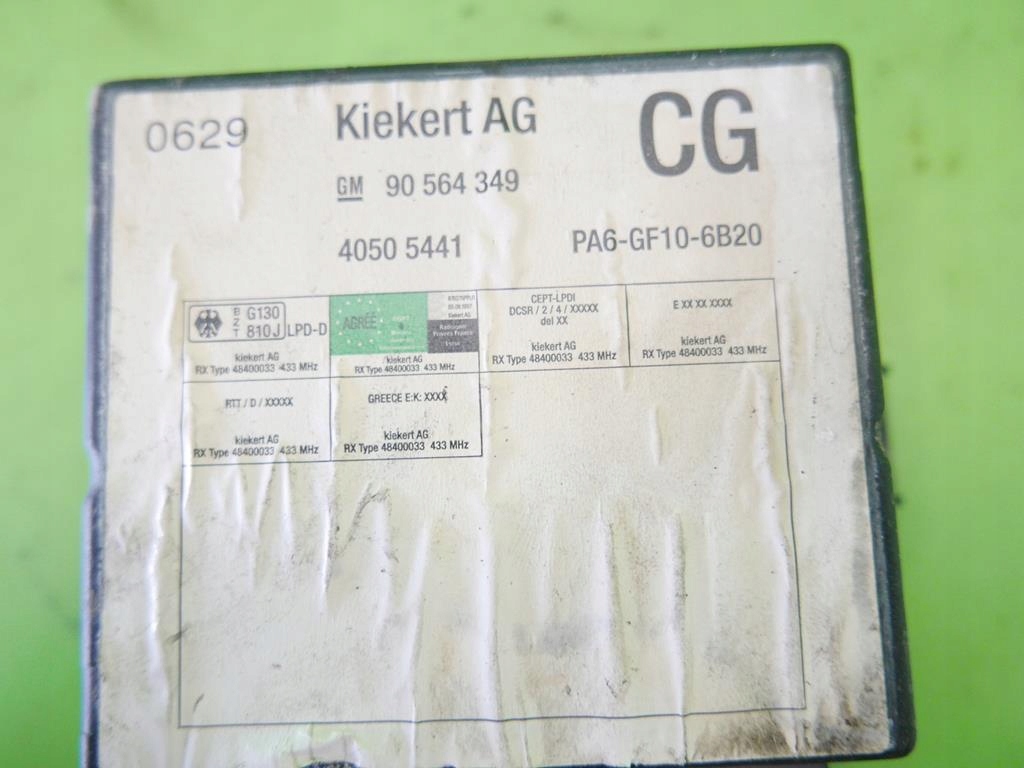 0629 Kiekert AG CG
GM 90 564 349
4050 5441 PA6-GF10-6B20
BZT G130 810J LPD-D
kiekert AG
RX Type 48400033 433 MHz
AGRÉÉ
kiekert AG
RX Type 48400033 433 MHz
CEPT-LPDI
DCSR / 2 / 4 / XXXXX
del XX
kiekert AG
RX Type 48400033 433 MHz
E XX XX XXXX
kiekert AG
RX Type 48400033 433 MHz
RTT / D / XXXXX
kiekert AG
RX Type 48400033 433 MHz
GREECE E:K: XXXX
kiekert AG
RX Type 48400033 433 MHz